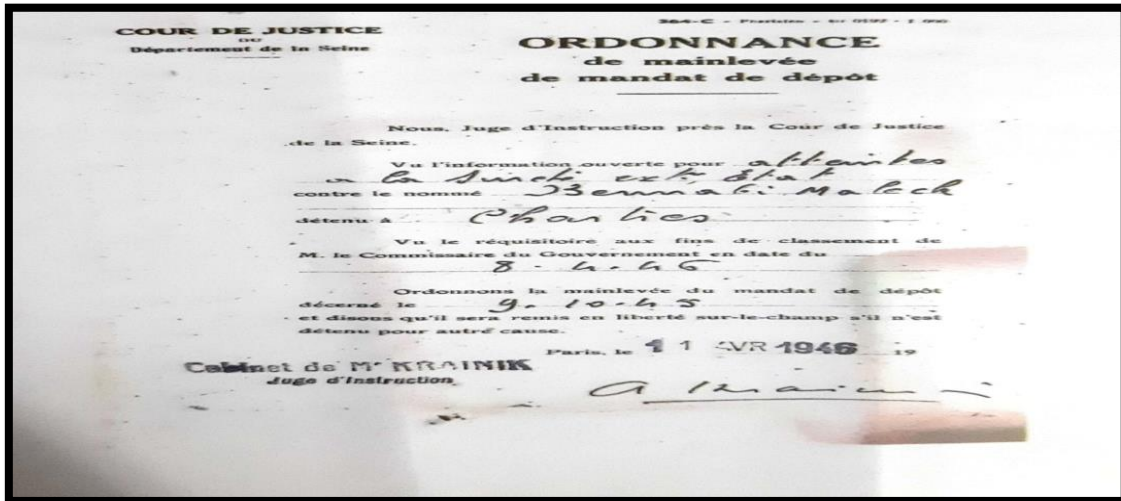 COUR DE JUSTICE
DU
Département de la Seine
ORDONNANCE
de mainlevée
de mandat de dépôt
Nous, Juge d'Instruction près la Cour de Justice
de la Seine.
Vu l'information ouverte pour atteintes
à la sureté ext. État
contre le nommé Bennabi Malek
détenu à Chartres
Vu le réquisitoire aux fins de classement de
M. le Commissaire du Gouvernement en date du
8.4.46
Ordonnons la mainlevée du mandat de dépôt
décerné le 9.10.45
et disons qu'il sera remis en liberté sur-le-champ s'il n'est
détenu pour autre cause.
Paris, le 11 AVR 1946 19
Cabinet de Mr KRAINIK
Juge d'Instruction